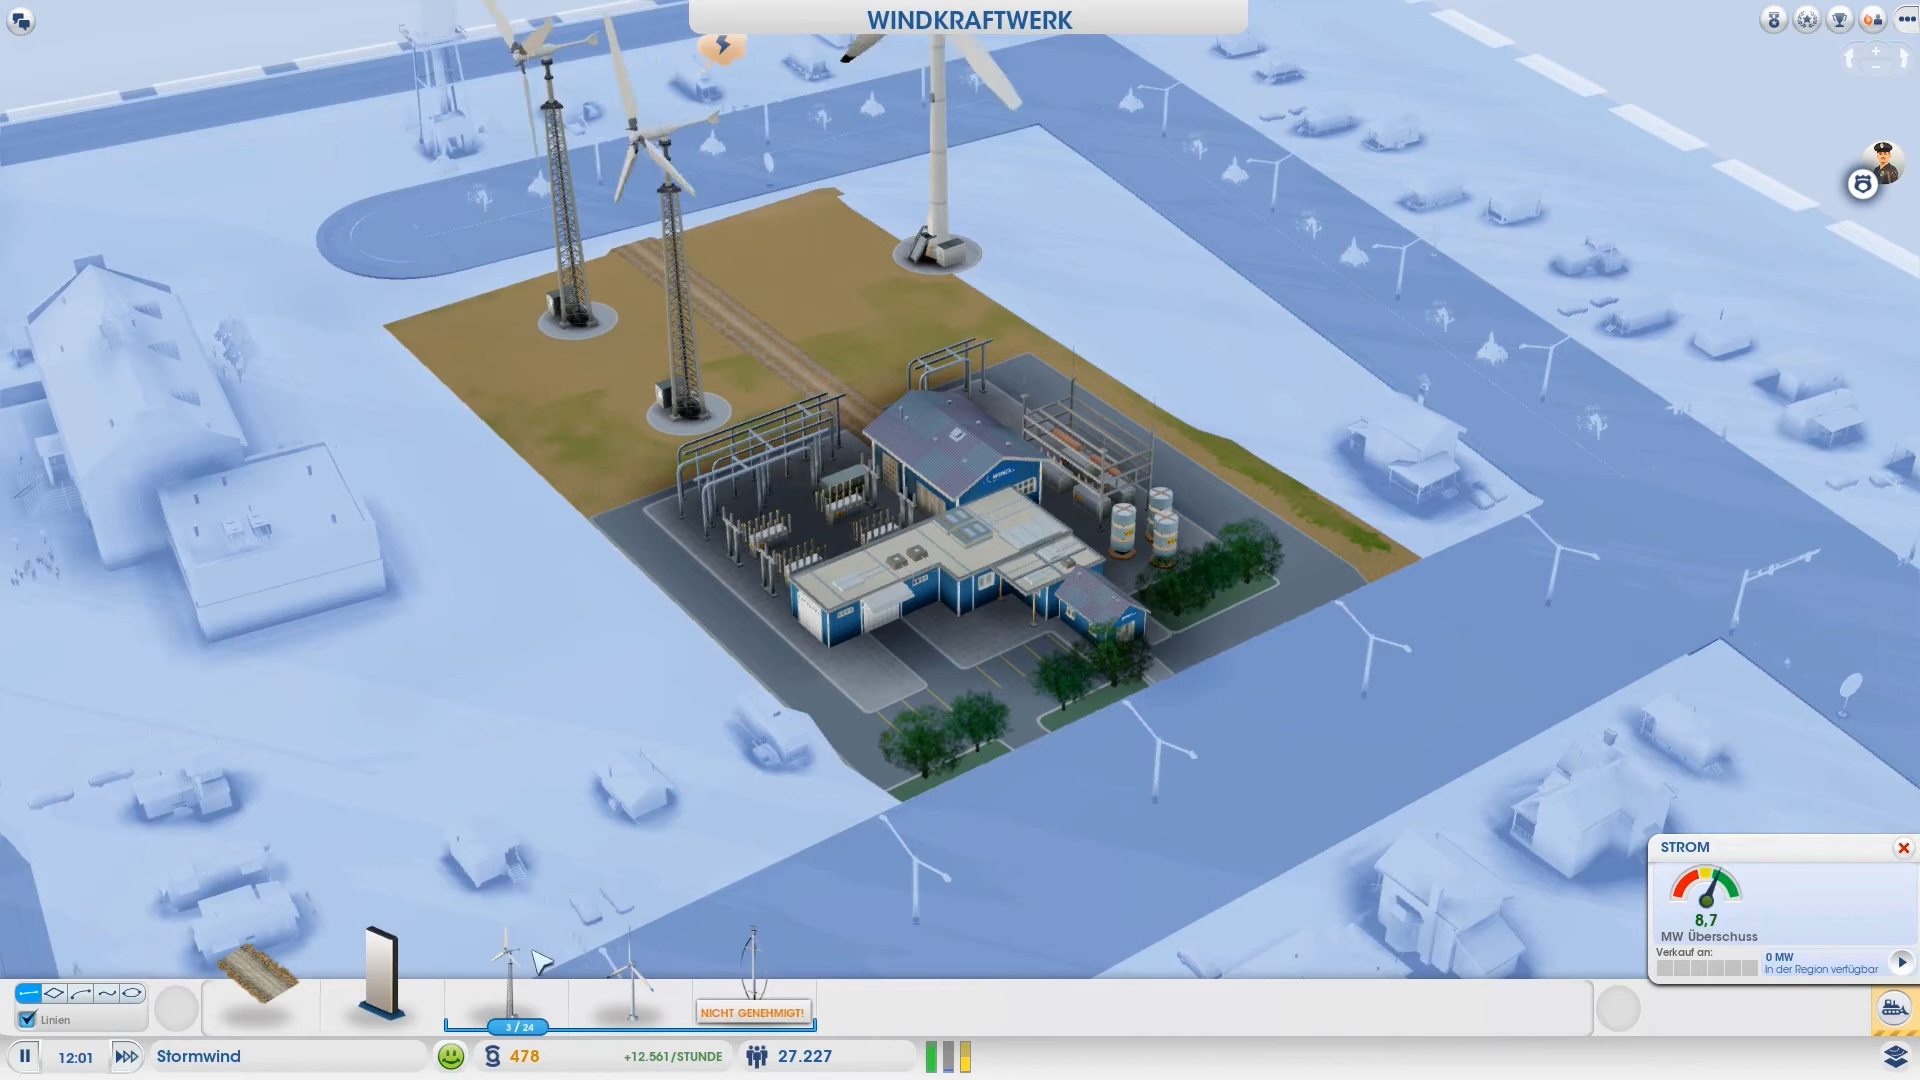 WINDKRAFTWERK
STROM
8,7
MW Überschuss
Verkauf an:
0 MW
In der Region verfügbar
Linien
NICHT GENEHMIGT!
3 / 24
12:01
Stormwind
478
+12.561/STUNDE
27.227